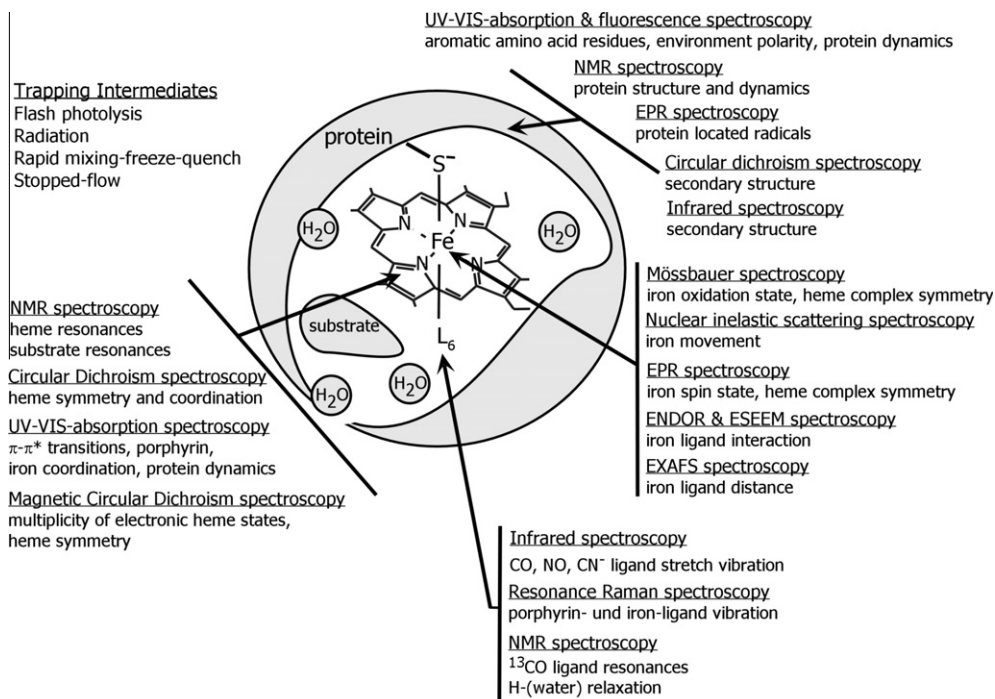 UV-VIS-absorption & fluorescence spectroscopy
aromatic amino acid residues, environment polarity, protein dynamics
NMR spectroscopy
protein structure and dynamics
EPR spectroscopy
protein located radicals
Circular dichroism spectroscopy
secondary structure
Infrared spectroscopy
secondary structure
Trapping Intermediates
Flash photolysis
Radiation
Rapid mixing-freeze-quench
Stopped-flow
protein
S⁻
H₂O
N
N
Fe
N
N
H₂O
substrate
L₆
H₂O
H₂O
Mössbauer spectroscopy
iron oxidation state, heme complex symmetry
Nuclear inelastic scattering spectroscopy
iron movement
EPR spectroscopy
iron spin state, heme complex symmetry
ENDOR & ESEEM spectroscopy
iron ligand interaction
EXAFS spectroscopy
iron ligand distance
NMR spectroscopy
heme resonances
substrate resonances
Circular Dichroism spectroscopy
heme symmetry and coordination
UV-VIS-absorption spectroscopy
π-π* transitions, porphyrin,
iron coordination, protein dynamics
Magnetic Circular Dichroism spectroscopy
multiplicity of electronic heme states,
heme symmetry
Infrared spectroscopy
CO, NO, CN⁻ ligand stretch vibration
Resonance Raman spectroscopy
porphyrin- und iron-ligand vibration
NMR spectroscopy
¹³CO ligand resonances
H-(water) relaxation